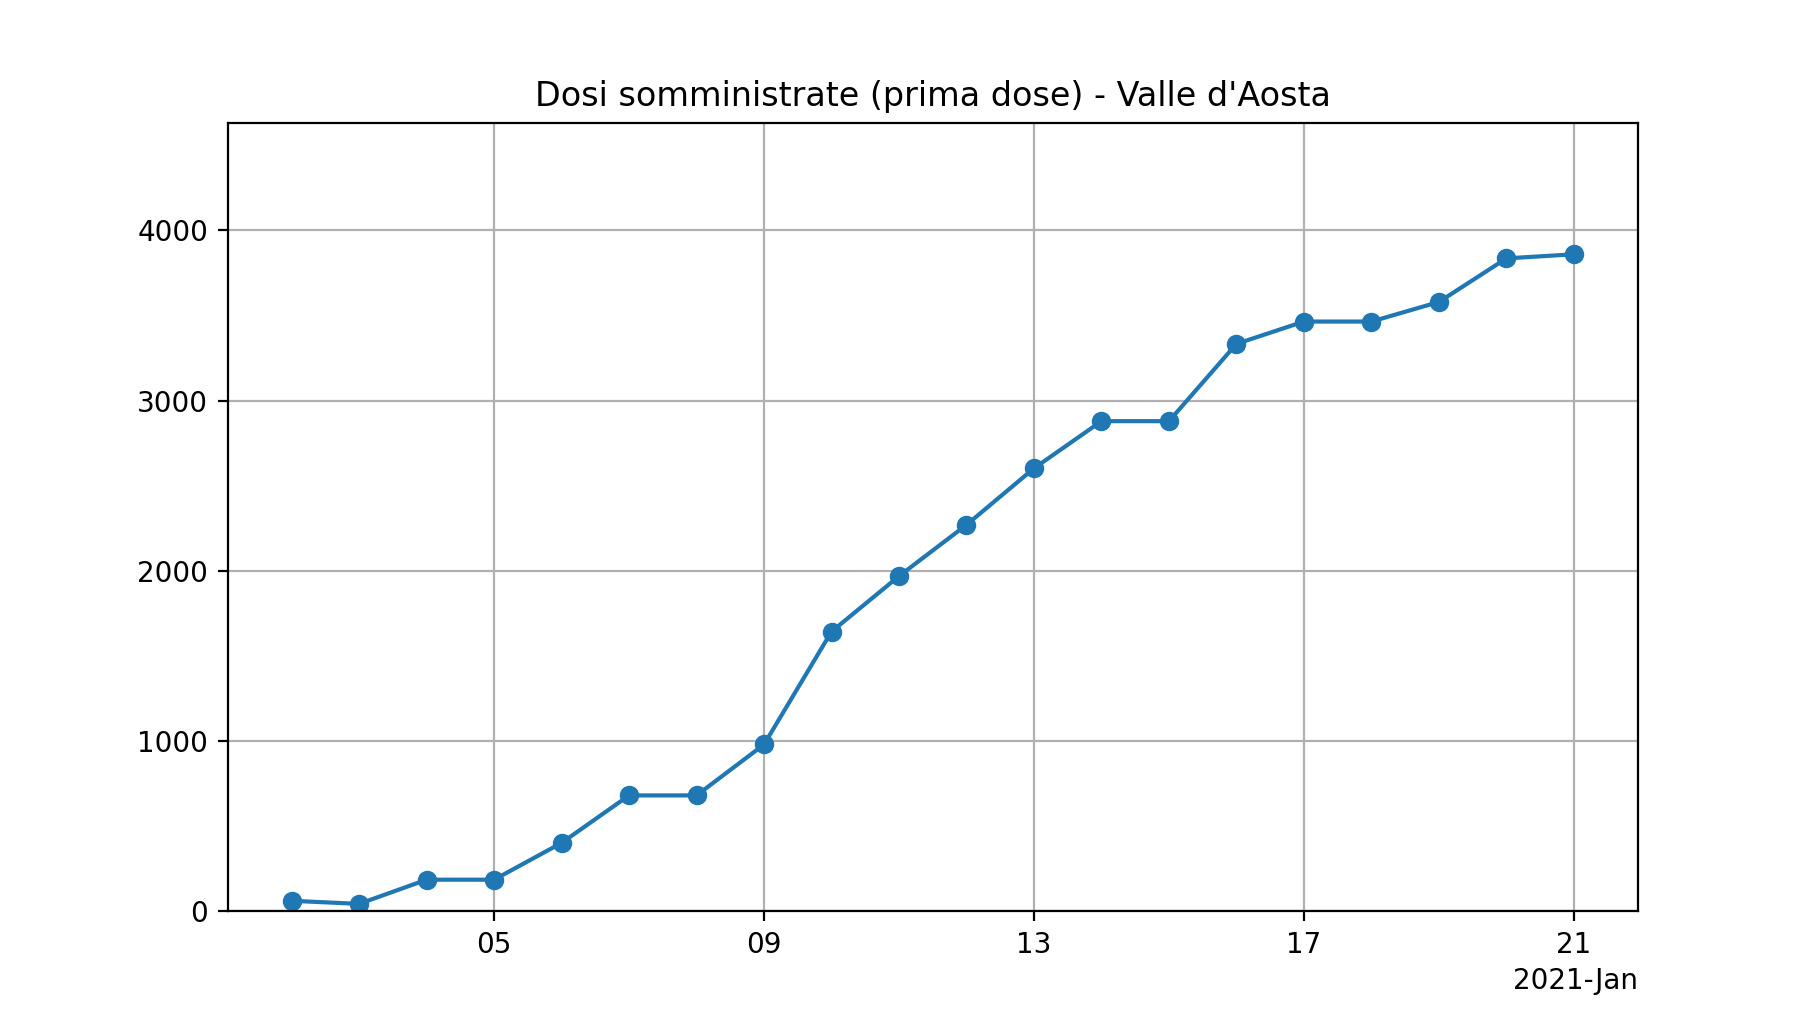 Dosi somministrate (prima dose) - Valle d'Aosta
4000
3000
2000
1000
0
05 09 13 17 21
2021-Jan